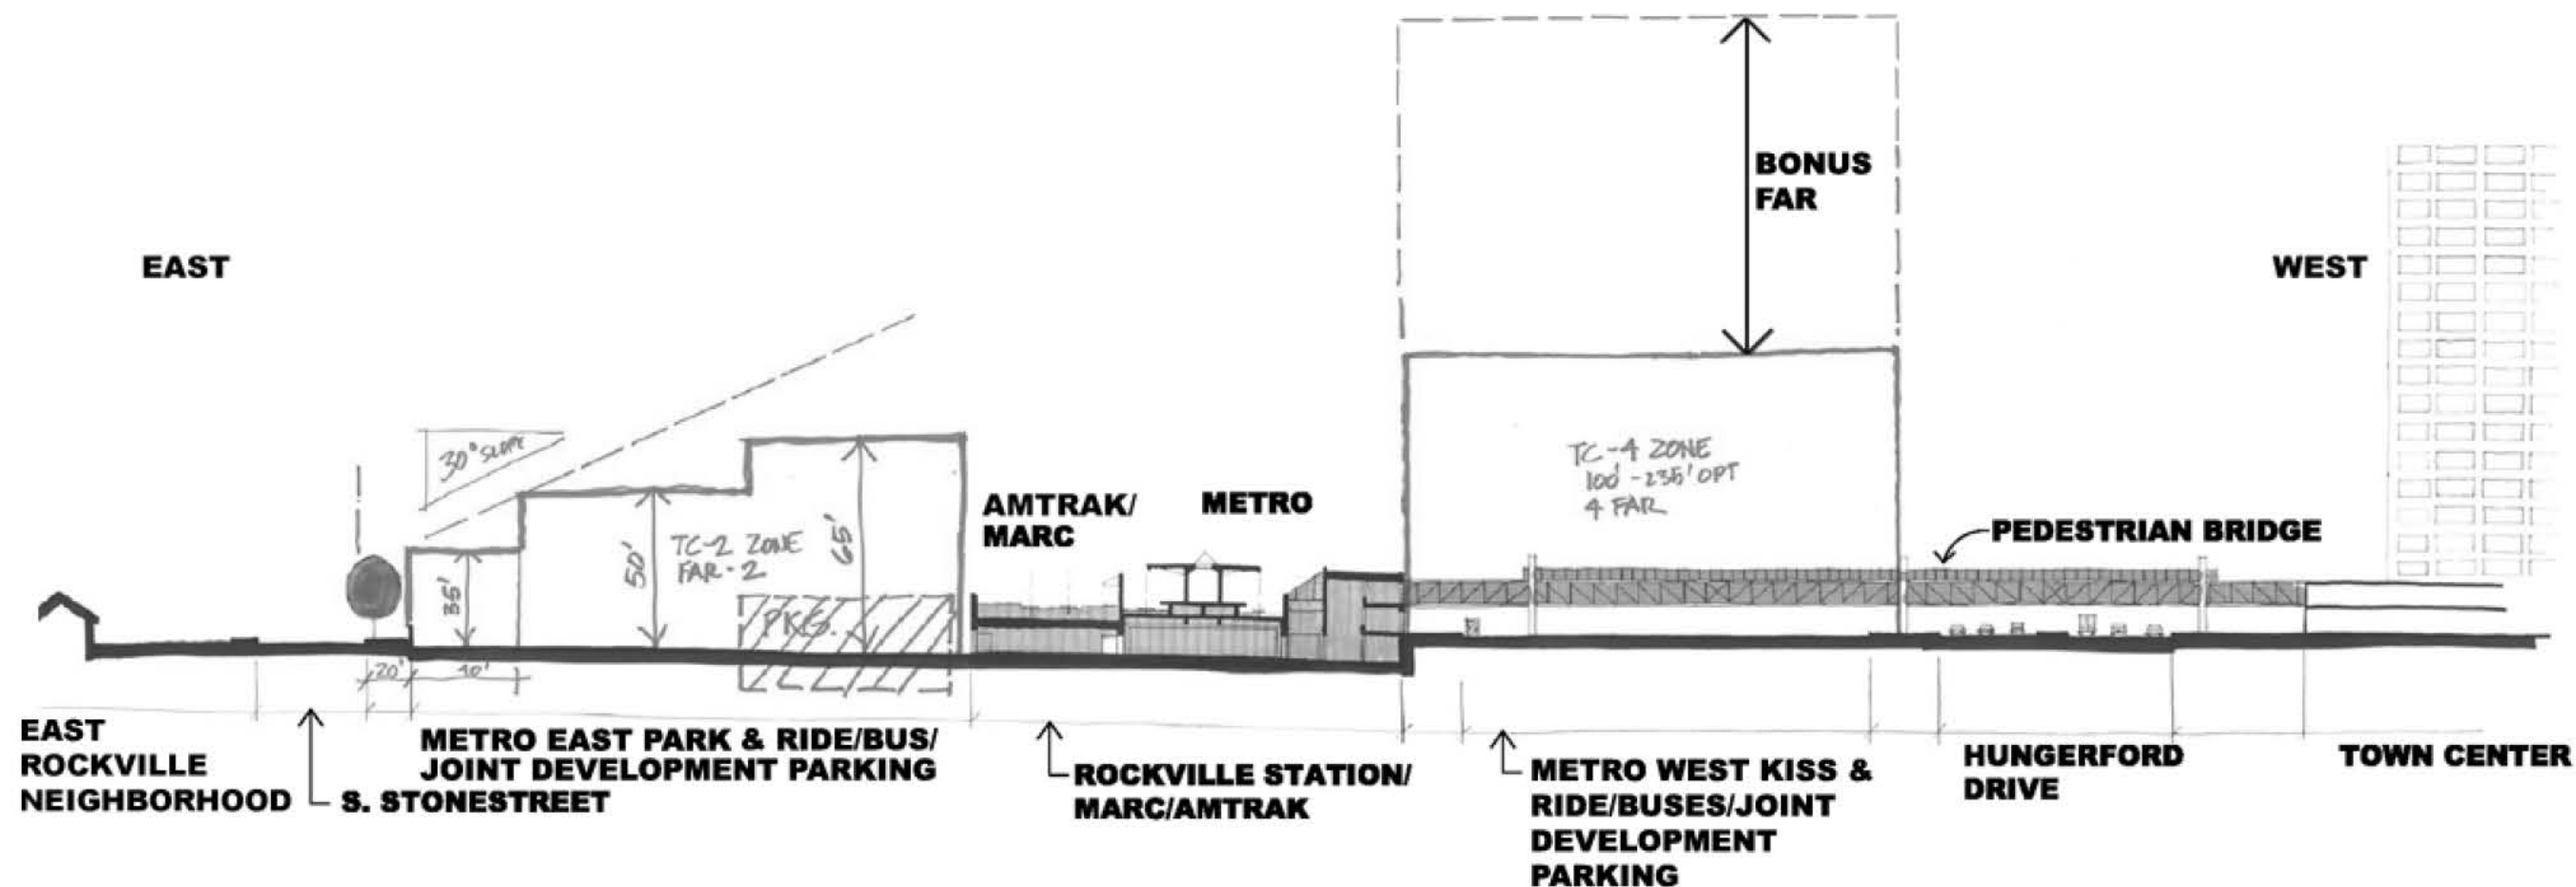 BONUS
FAR
EAST
WEST
30° SLOPE
TC-4 ZONE
100' - 235' OPT
4 FAR
AMTRAK/
MARC
METRO
PEDESTRIAN BRIDGE
35'
50'
TC-2 ZONE
FAR-2
65'
PKG.
20'
40'
EAST
ROCKVILLE
NEIGHBORHOOD
S. STONESTREET
METRO EAST PARK & RIDE/BUS/
JOINT DEVELOPMENT PARKING
ROCKVILLE STATION/
MARC/AMTRAK
METRO WEST KISS &
RIDE/BUSES/JOINT
DEVELOPMENT
PARKING
HUNGERFORD
DRIVE
TOWN CENTER